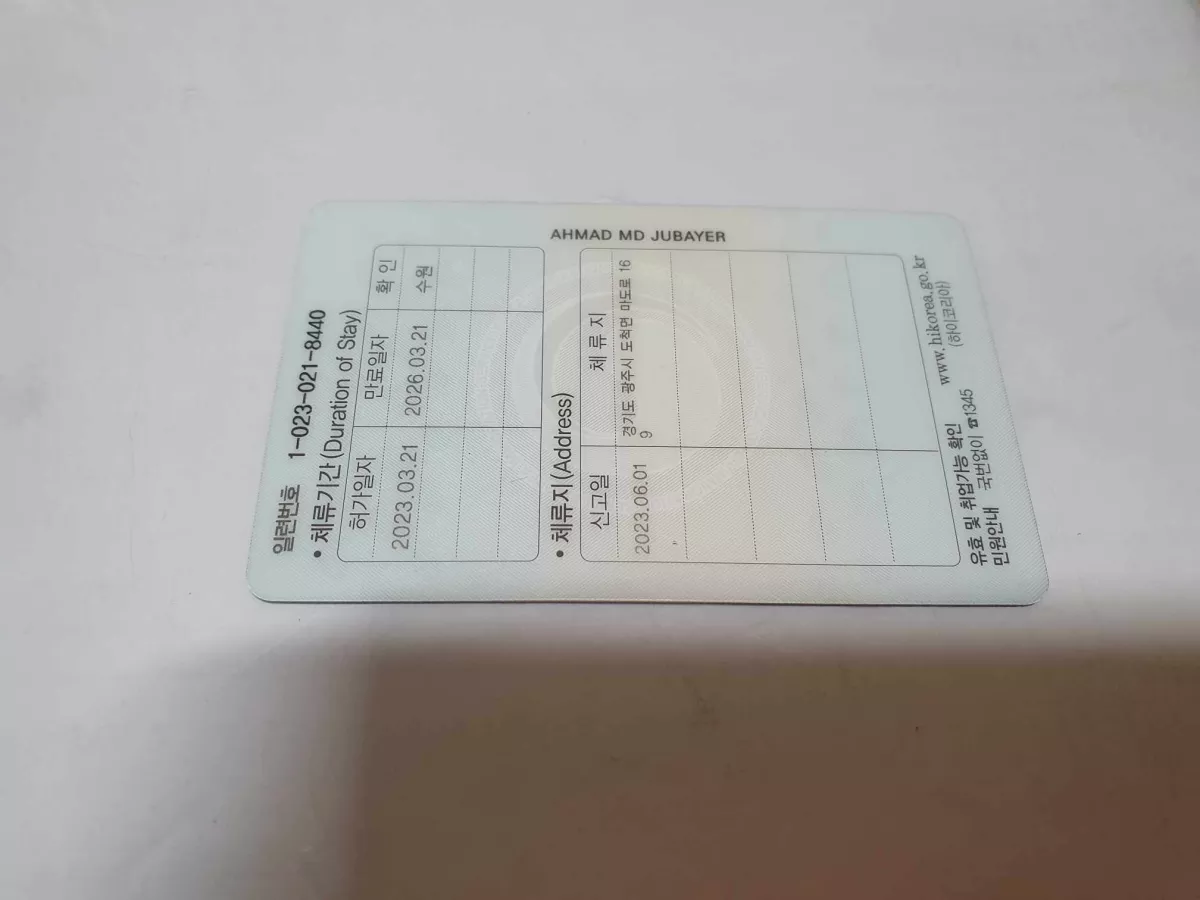 AHMAD MD JUBAYER
일련번호 1-023-021-8440
• 체류기간 (Duration of Stay)
허가일자 만료일자 확 인
2023.03.21 2026.03.21 수원
• 체류지 (Address)
신고일 체 류 지
2023.06.01 경기도 광주시 도척면 마도로 16
9
〃
유효 및 취업가능 확인 www.hikorea.go.kr
민원안내 국번없이 ☎1345 (하이코리아)